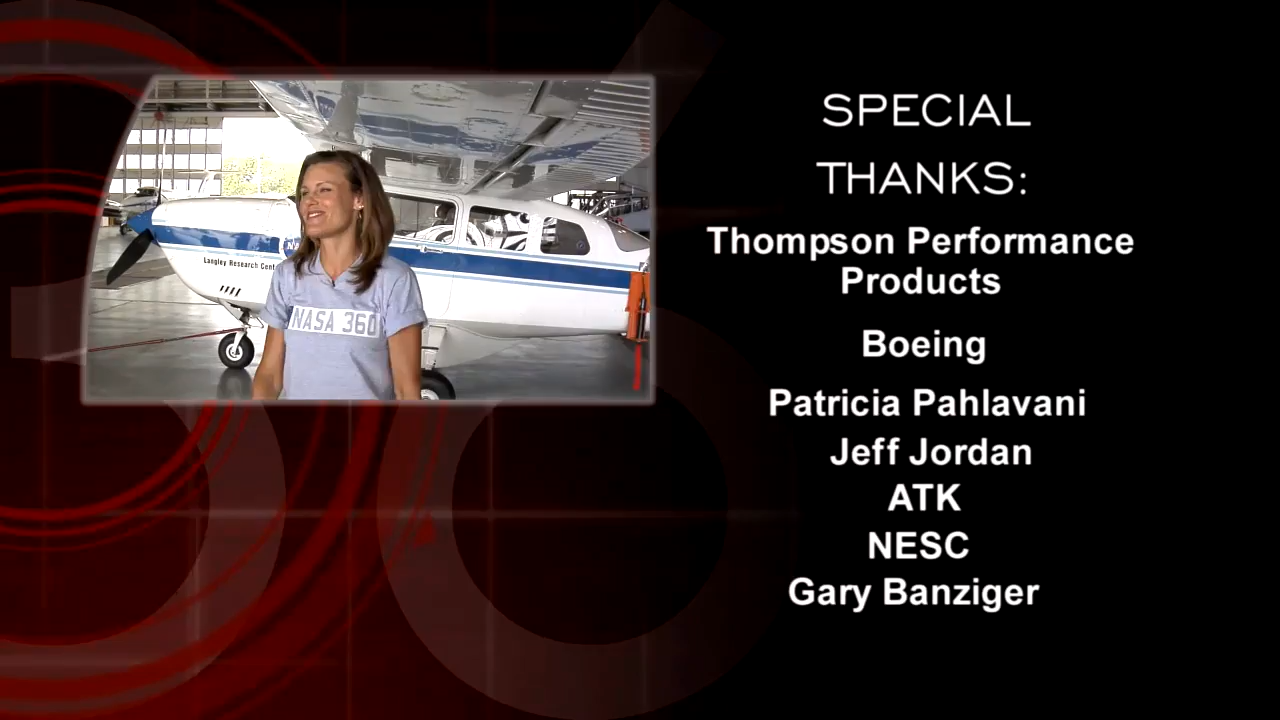 SPECIAL
THANKS:
Thompson Performance
Products
Boeing
Patricia Pahlavani
Jeff Jordan
ATK
NESC
Gary Banziger
Langley Research Cent
NASA 360